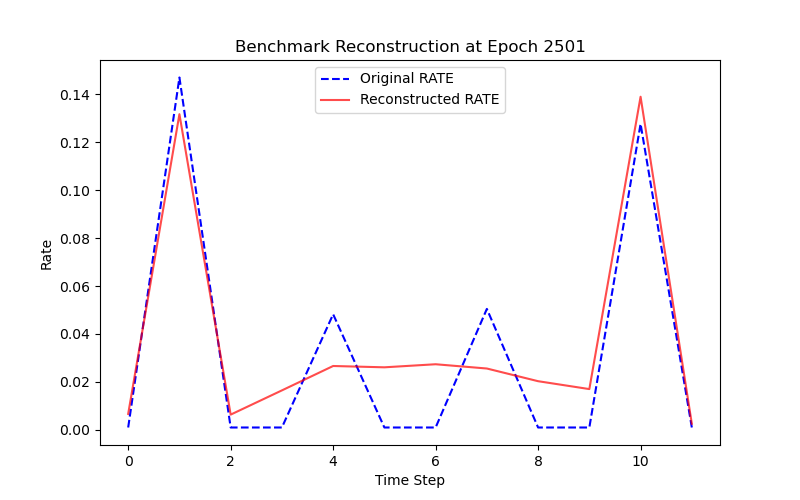 Benchmark Reconstruction at Epoch 2501
Original RATE
Reconstructed RATE
0.14
0.12
0.10
0.08
0.06
0.04
0.02
0.00
Rate
0 2 4 6 8 10
Time Step